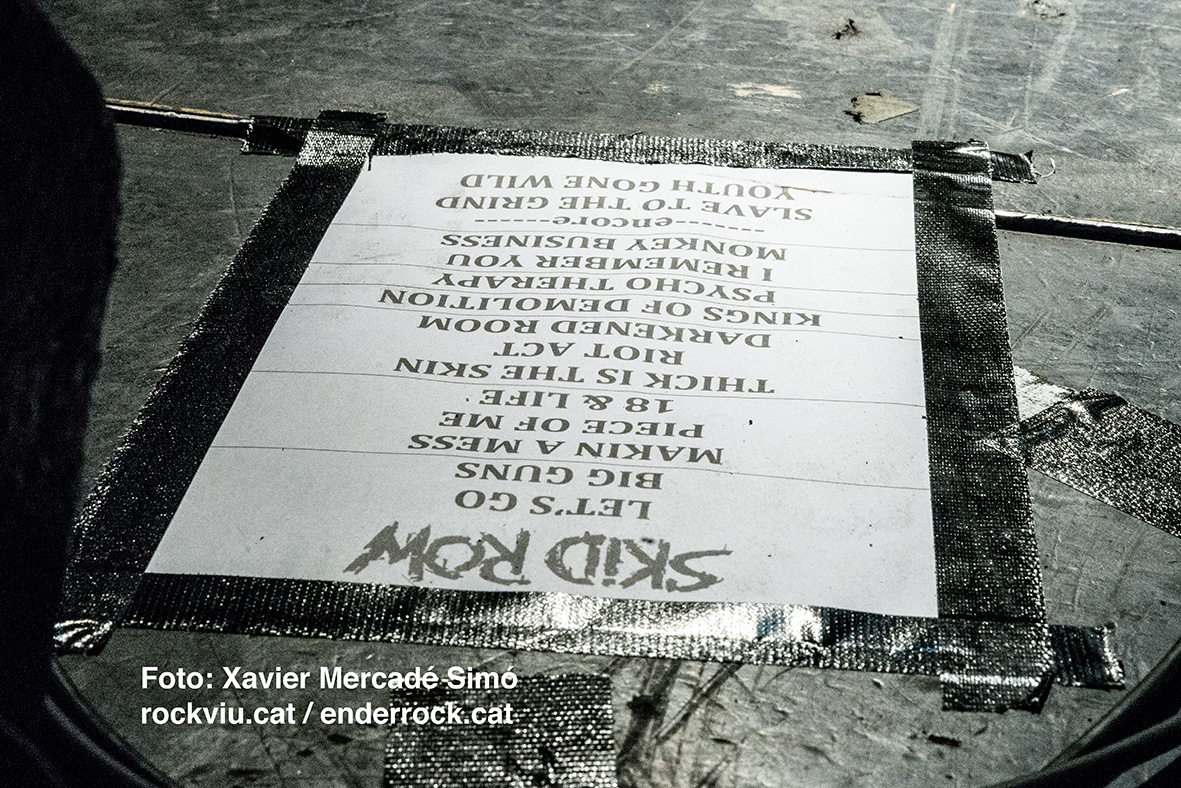 SKID ROW
LET'S GO
BIG GUNS
MAKIN A MESS
PIECE OF ME
18 & LIFE
THICK IS THE SKIN
RIOT ACT
DARKENED ROOM
KINGS OF DEMOLITION
PSYCHO THERAPY
I REMEMBER YOU
MONKEY BUSINESS
-------encore-------
SLAVE TO THE GRIND
YOUTH GONE WILD
Foto: Xavier Mercadé Simó
rockviu.cat / enderrock.cat